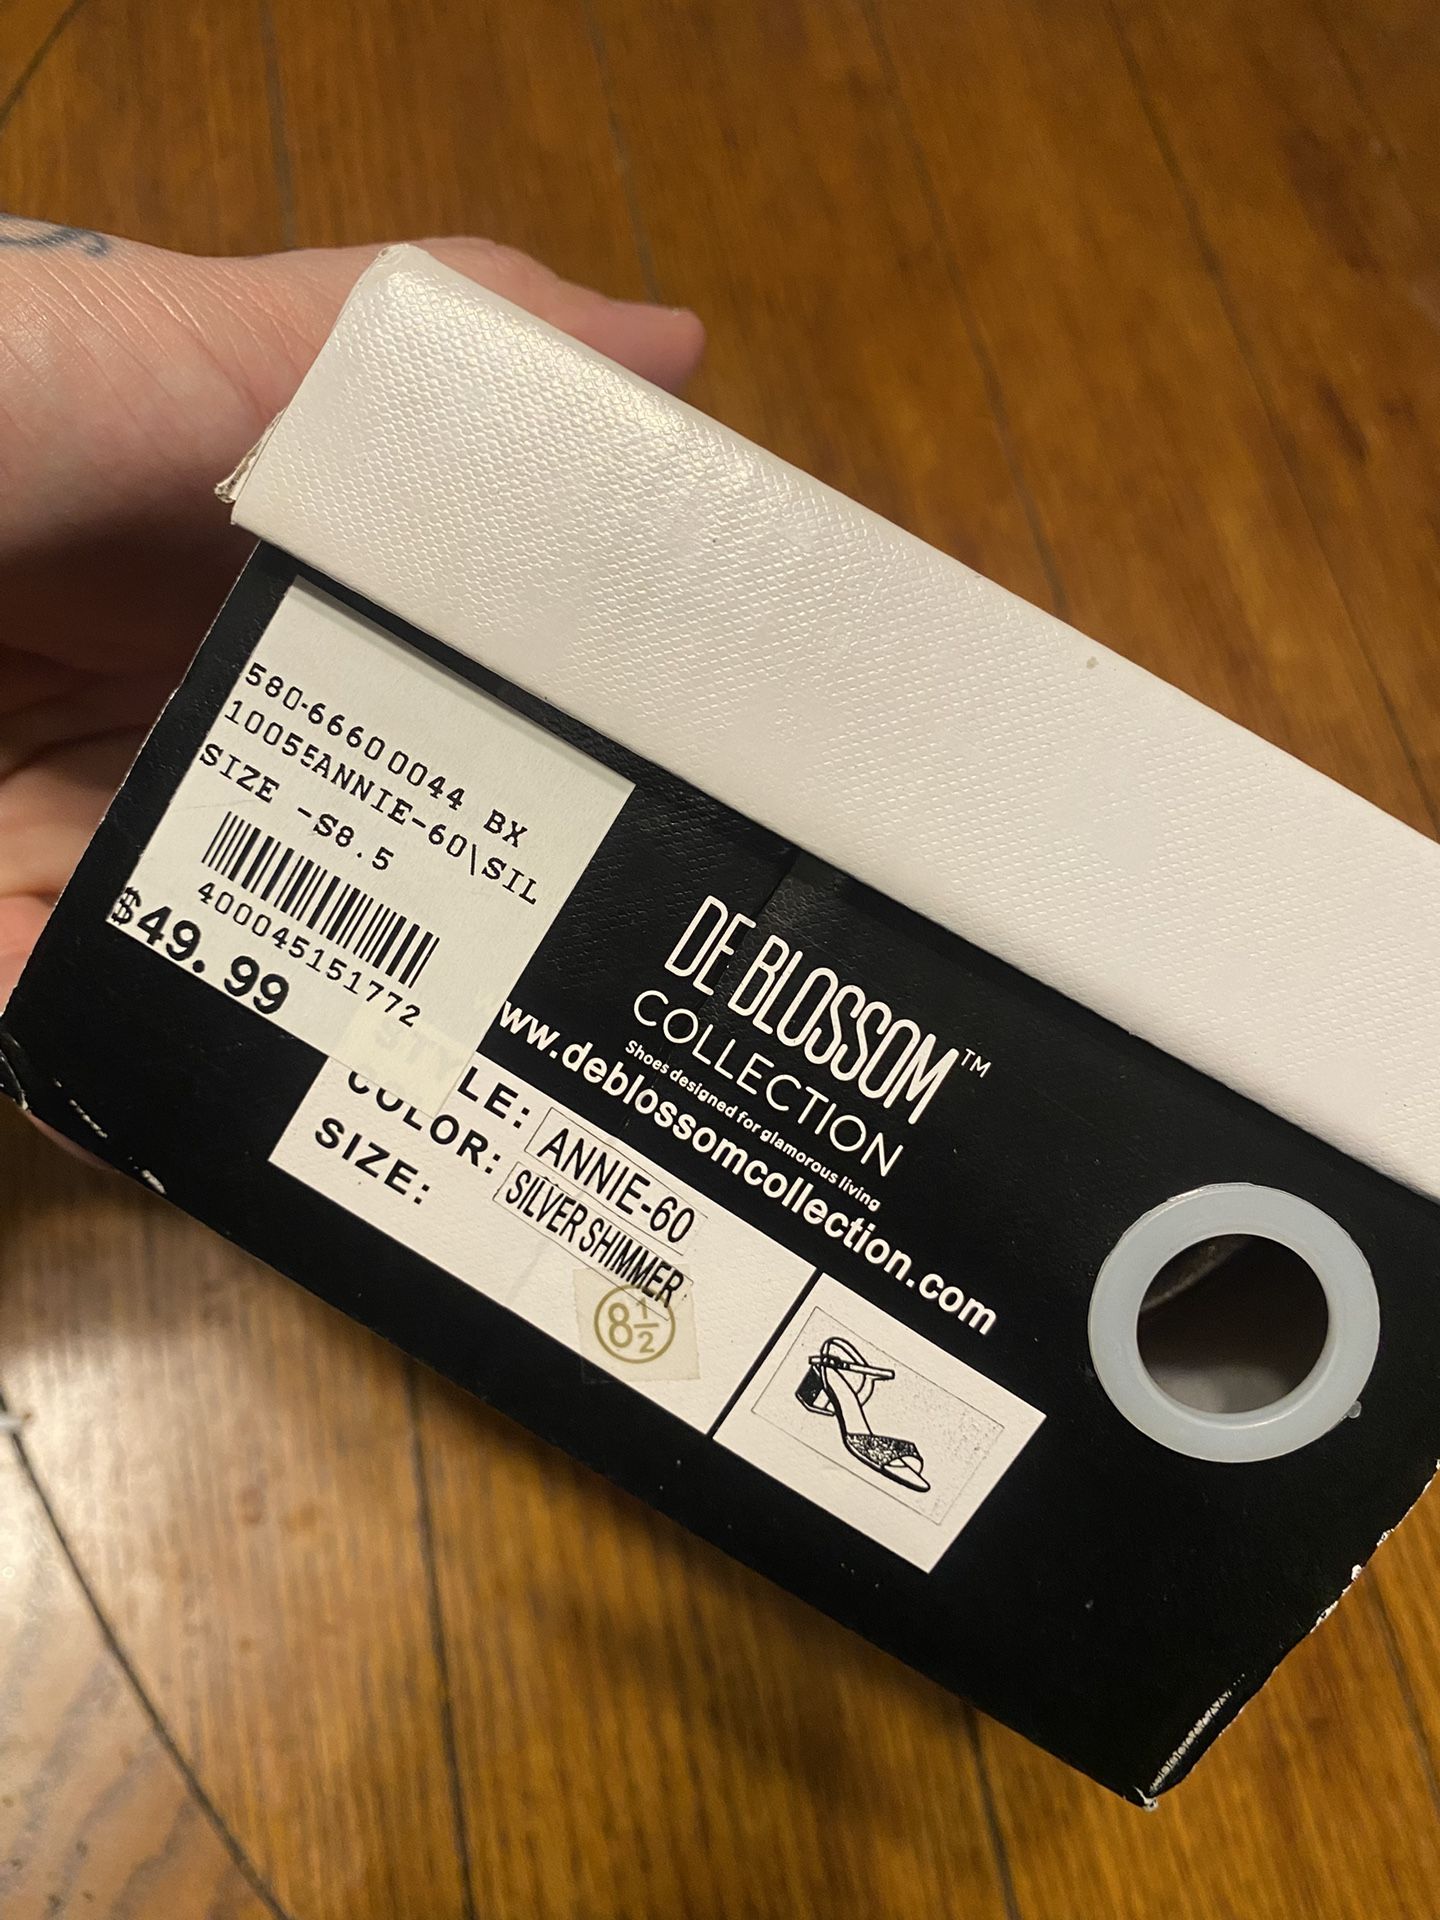 580-66600044 BX
10055ANNIE-60\SIL
SIZE -S8.5
400045151772
$49.99
DE BLOSSOM™
COLLECTION
Shoes designed for glamorous living
www.deblossomcollection.com
STYLE: ANNIE-60
COLOR: SILVER SHIMMER
SIZE: 8½